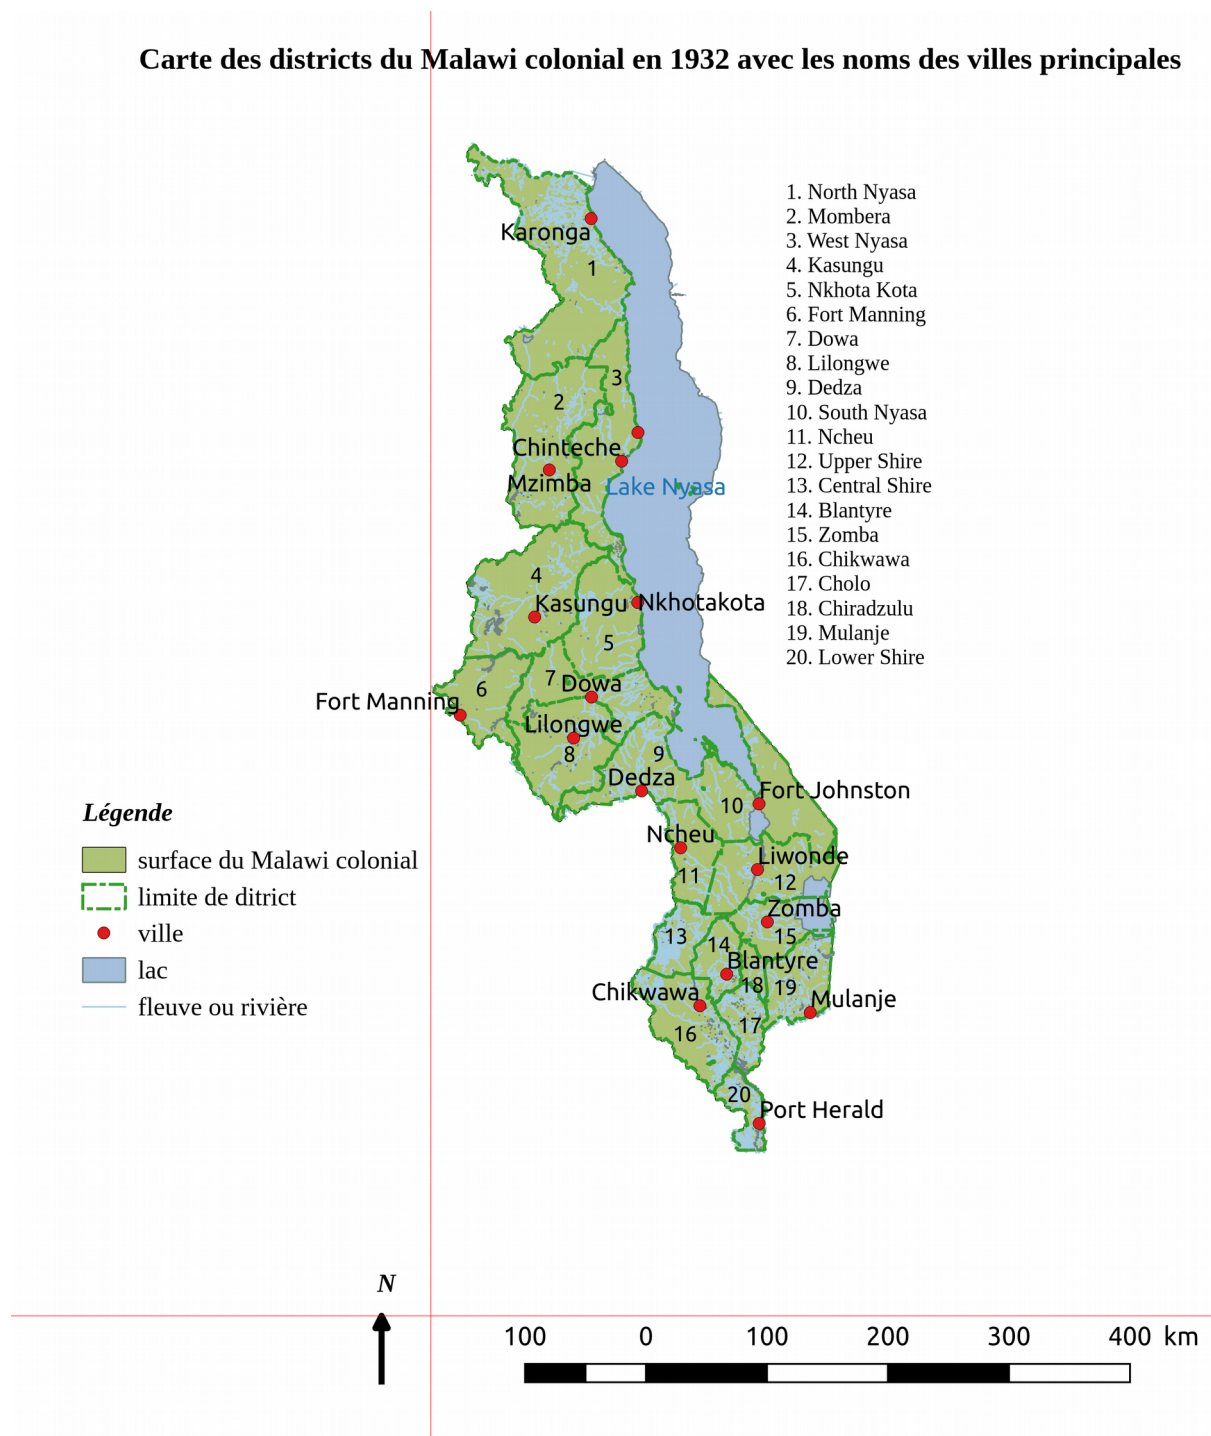 Carte des districts du Malawi colonial en 1932 avec les noms des villes principales
1. North Nyasa
2. Mombera
3. West Nyasa
4. Kasungu
5. Nkhota Kota
6. Fort Manning
7. Dowa
8. Lilongwe
9. Dedza
10. South Nyasa
11. Ncheu
12. Upper Shire
13. Central Shire
14. Blantyre
15. Zomba
16. Chikwawa
17. Cholo
18. Chiradzulu
19. Mulanje
20. Lower Shire
Karonga
1
3
2
Chinteche
Mzimba
Lake Nyasa
4
Kasungu
Nkhotakota
5
7
Dowa
6
Fort Manning
Lilongwe
8
9
Dedza
10
Fort Johnston
Ncheu
Liwonde
11
12
Zomba
13
14
15
Blantyre
18
19
Chikwawa
Mulanje
17
16
20
Port Herald
Légende
surface du Malawi colonial
limite de ditrict
ville
lac
fleuve ou rivière
N
100 0 100 200 300 400 km